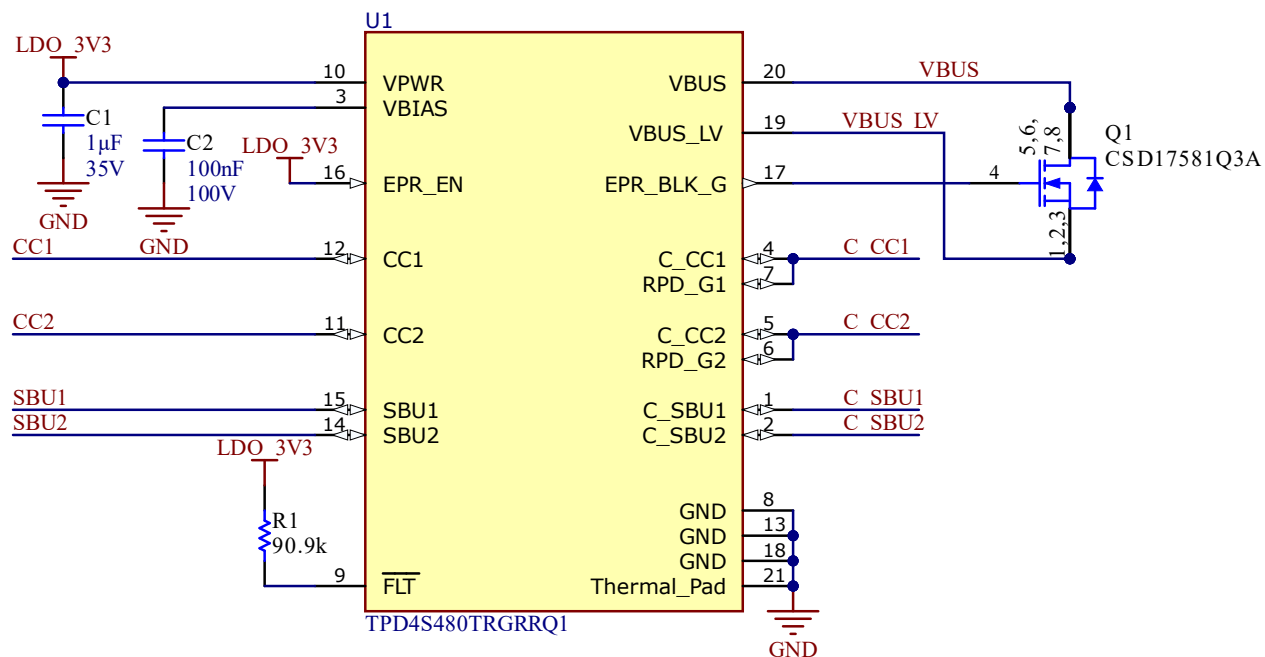 U1
LDO_3V3
10
VPWR
VBUS
20
VBUS
3
VBIAS
C1
1µF
35V
C2
100nF
100V
VBUS_LV
19
VBUS_LV
5,6,
7,8
Q1
CSD17581Q3A
LDO_3V3
16
EPR_EN
EPR_BLK_G
17
4
1,2,3
GND
GND
CC1
12
CC1
C_CC1
4
C_CC1
RPD_G1
7
CC2
11
CC2
C_CC2
5
C_CC2
RPD_G2
6
SBU1
15
SBU1
C_SBU1
1
C_SBU1
SBU2
14
SBU2
C_SBU2
2
C_SBU2
LDO_3V3
R1
90.9k
GND
8
GND
13
GND
18
9
FLT
Thermal_Pad
21
TPD4S480TRGRRQ1
GND